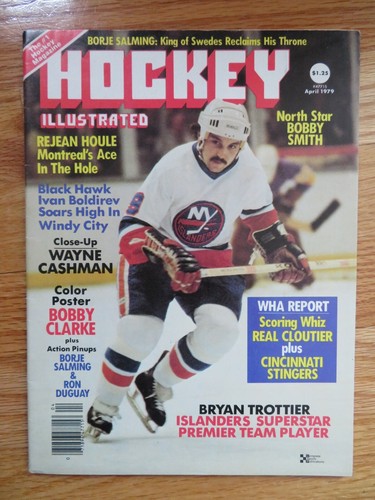 The #1
Hockey
Magazine
BORJE SALMING: King of Swedes Reclaims His Throne
HOCKEY
ILLUSTRATED
$1.25
April 1979
North Star
BOBBY
SMITH
REJEAN HOULE
Montreal's Ace
In The Hole
Black Hawk
Ivan Boldirev
Soars High In
Windy City
Close-Up
WAYNE
CASHMAN
Color
Poster
BOBBY
CLARKE
plus
Action Pinups
BORJE
SALMING
&
RON
DUGUAY
NY
ISLANDERS
WHA REPORT
Scoring Whiz
REAL CLOUTIER
plus
CINCINNATI
STINGERS
BRYAN TROTTIER
ISLANDERS SUPERSTAR
PREMIER TEAM PLAYER